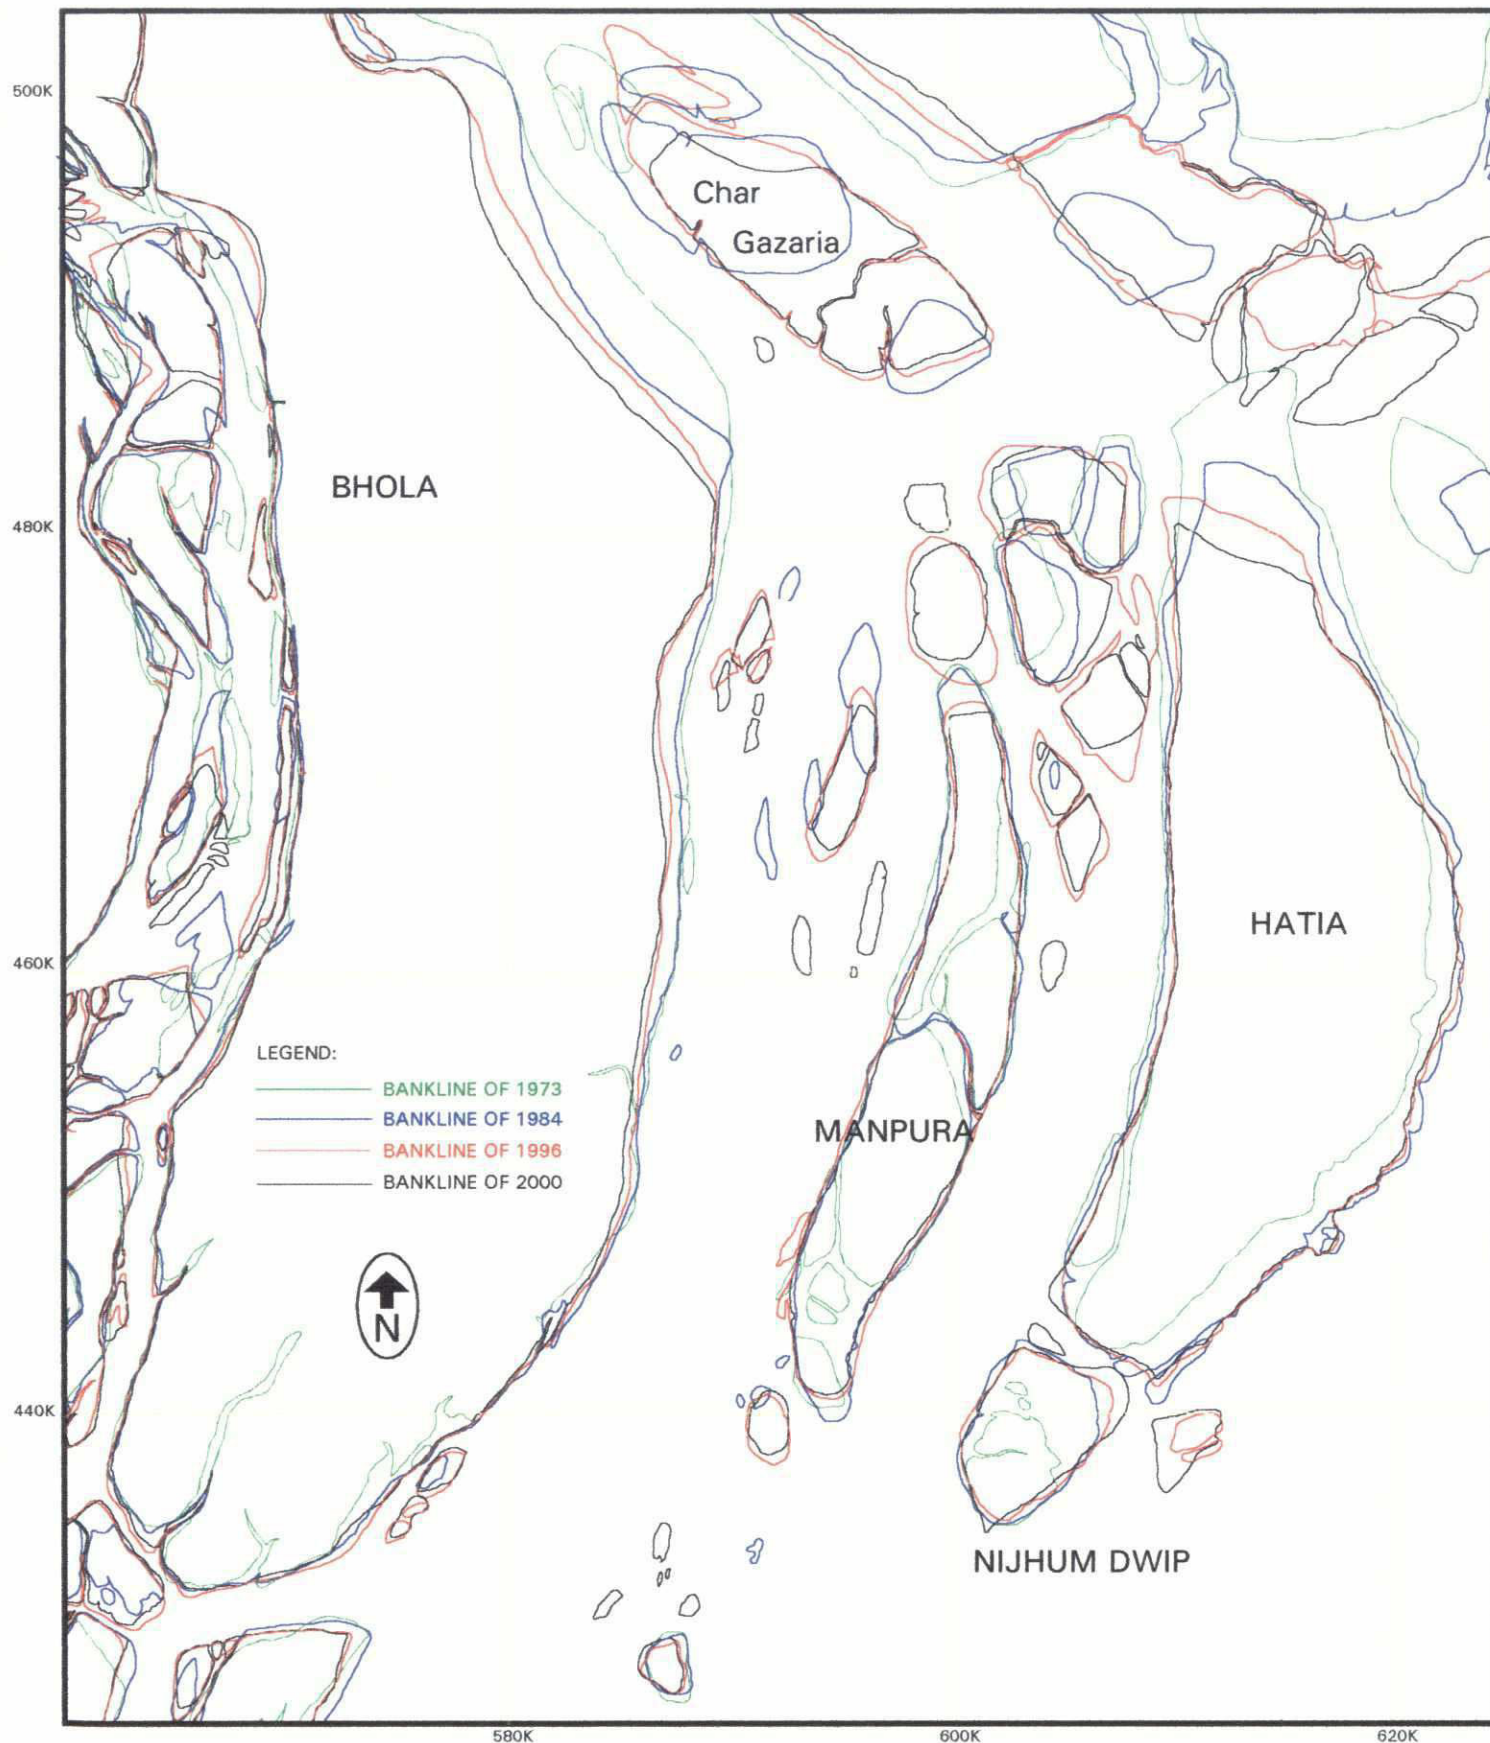 500K
Char
Gazaria
BHOLA
480K
HATIA
460K
LEGEND:
BANKLINE OF 1973
BANKLINE OF 1984
MANPURA
BANKLINE OF 1996
BANKLINE OF 2000
N
440K
NIJHUM DWIP
580K
600K
620K